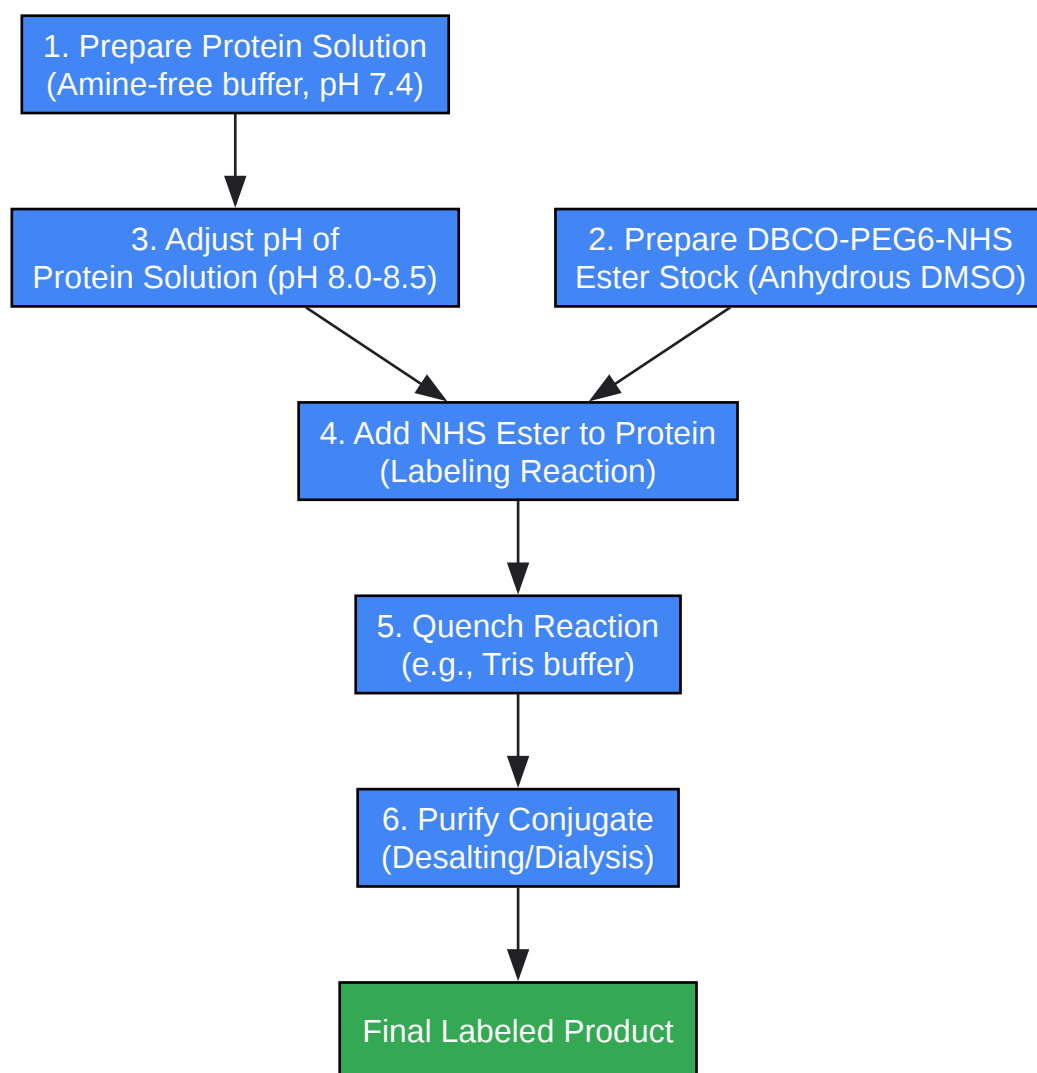 1. Prepare Protein Solution
(Amine-free buffer, pH 7.4)
3. Adjust pH of
Protein Solution (pH 8.0-8.5)
2. Prepare DBCO-PEG6-NHS
Ester Stock (Anhydrous DMSO)
4. Add NHS Ester to Protein
(Labeling Reaction)
5. Quench Reaction
(e.g., Tris buffer)
6. Purify Conjugate
(Desalting/Dialysis)
Final Labeled Product